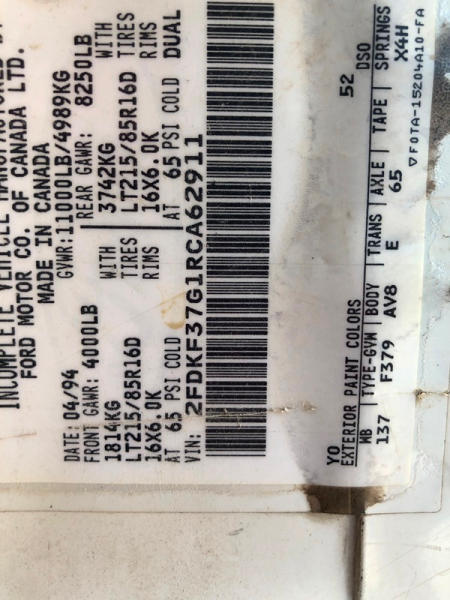 INCOMPLETE VEHICLE MANUFACTURED
FORD MOTOR CO. OF CANADA LTD.
MADE IN CANADA
DATE: 04/94 GVWR:11000LB/4989KG
FRONT GAWR: 4000LB REAR GAWR: 8250LB
1814KG WITH 3742KG WITH
LT215/85R16D TIRES LT215/85R16D TIRES
16X6.0K RIMS 16X6.0K RIMS
AT 65 PSI COLD AT 65 PSI COLD DUAL
VIN: 2FDKF37G1RCA62911
YO 52 DSO
EXTERIOR PAINT COLORS
WB TYPE-GVM BODY TRANS AXLE TAPE SPRINGS
137 F379 AV8 E 65 X4H
▽F0TA-15204A10-FA